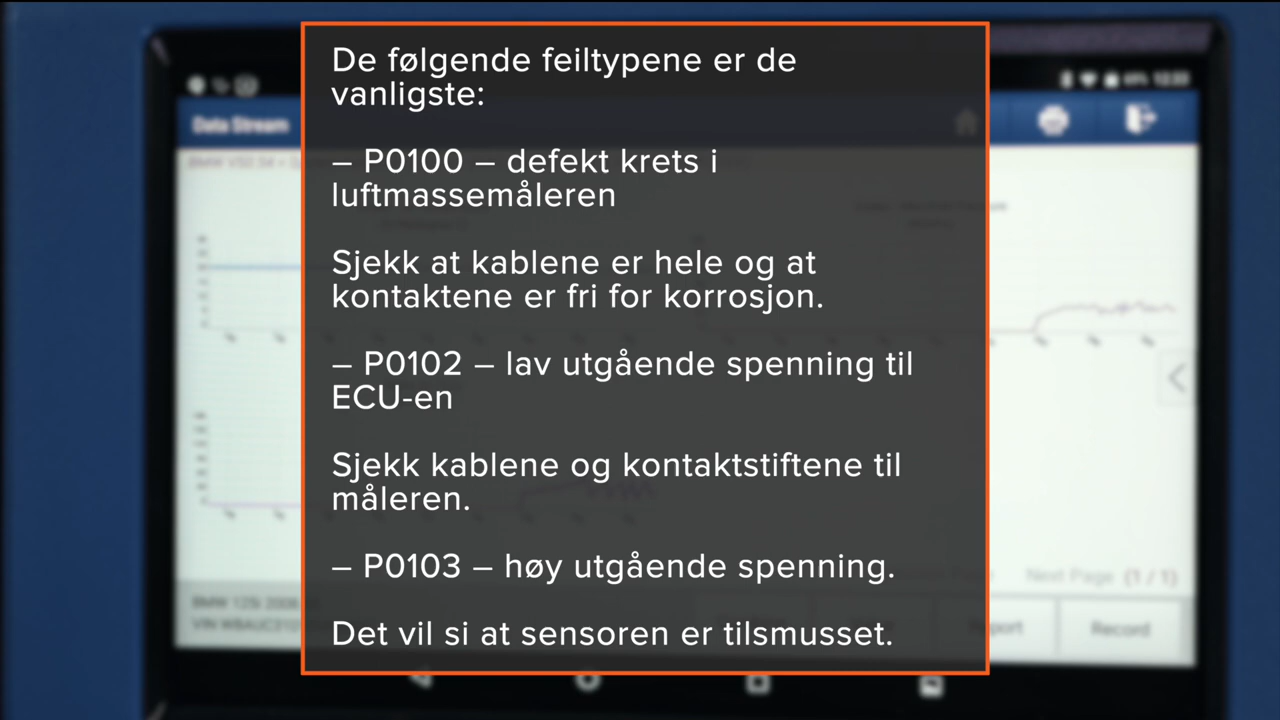 De følgende feiltypene er de
vanligste:
– P0100 – defekt krets i
luftmassemåleren
Sjekk at kablene er hele og at
kontaktene er fri for korrosjon.
– P0102 – lav utgående spenning til
ECU-en
Sjekk kablene og kontaktstiftene til
måleren.
– P0103 – høy utgående spenning.
Det vil si at sensoren er tilsmusset.
Data Stream
Next Page (1 / 1)
Record